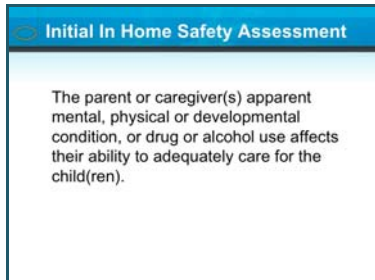 Initial In Home Safety Assessment
The parent or caregiver(s) apparent
mental, physical or developmental
condition, or drug or alcohol use affects
their ability to adequately care for the
child(ren).